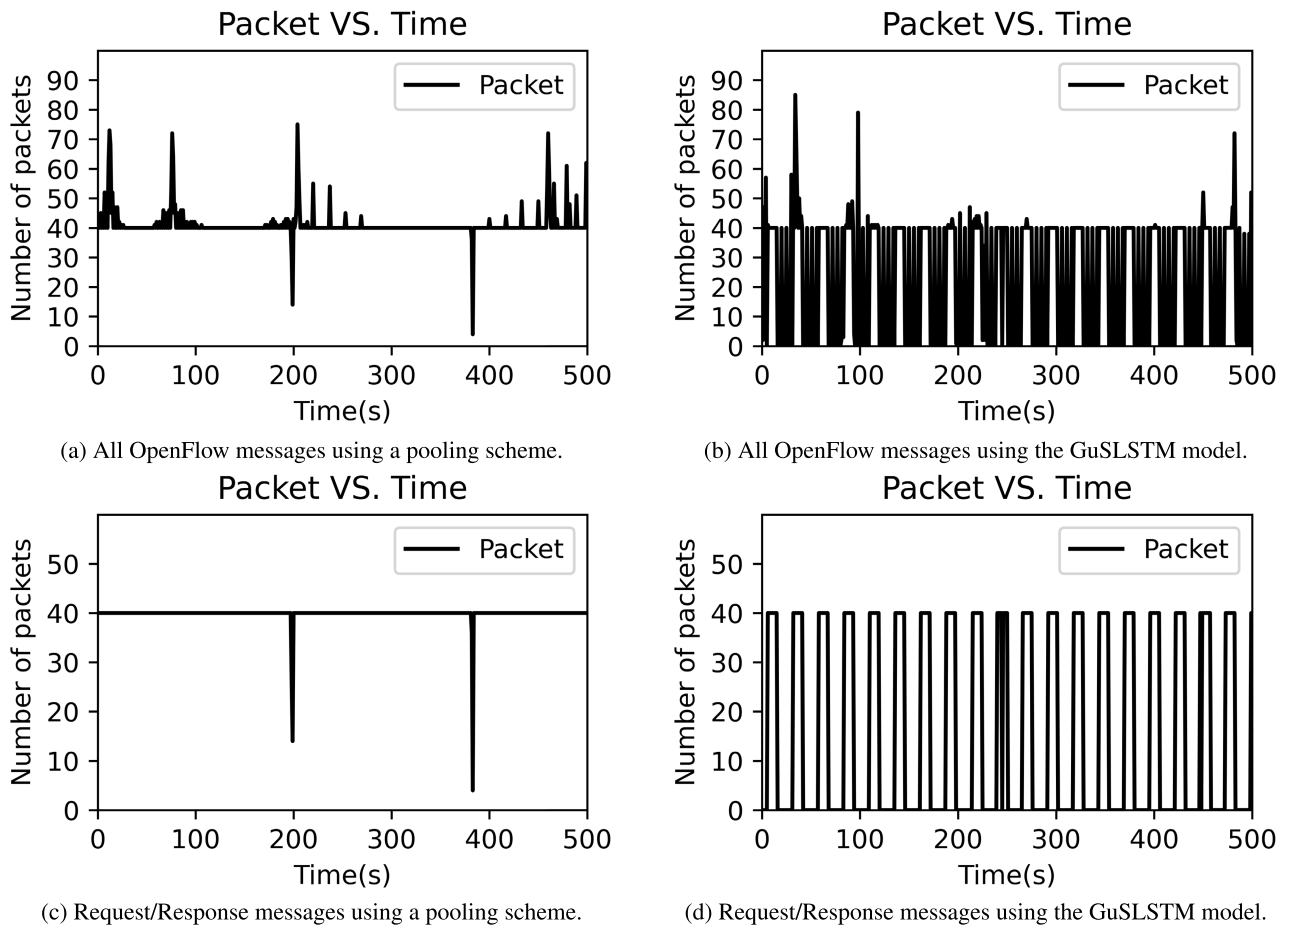 Packet VS. Time
Number of packets
90
80
70
60
50
40
30
20
10
0
Packet
0 100 200 300 400 500
Time(s)
(a) All OpenFlow messages using a pooling scheme.
Packet VS. Time
Number of packets
90
80
70
60
50
40
30
20
10
0
Packet
0 100 200 300 400 500
Time(s)
(b) All OpenFlow messages using the GuSLSTM model.
Packet VS. Time
Number of packets
50
40
30
20
10
0
Packet
0 100 200 300 400 500
Time(s)
(c) Request/Response messages using a pooling scheme.
Packet VS. Time
Number of packets
50
40
30
20
10
0
Packet
0 100 200 300 400 500
Time(s)
(d) Request/Response messages using the GuSLSTM model.